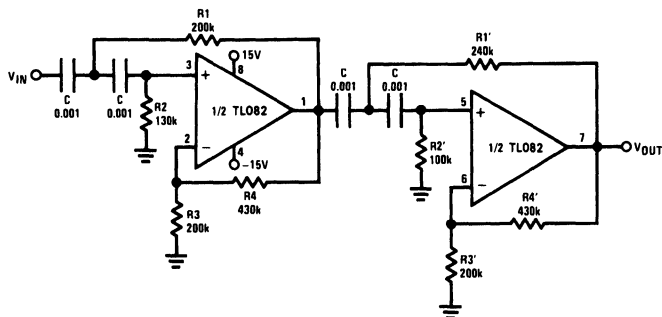 R1
200k
15V
8
VIN
C
0.001
C
0.001
R2
130k
3
+
1/2 TL082
1
2
−
4
−15V
R4
430k
R3
200k
R1'
240k
C
0.001
C
0.001
5
+
R2'
100k
1/2 TL082
7
VOUT
6
−
R4'
430k
R3'
200k